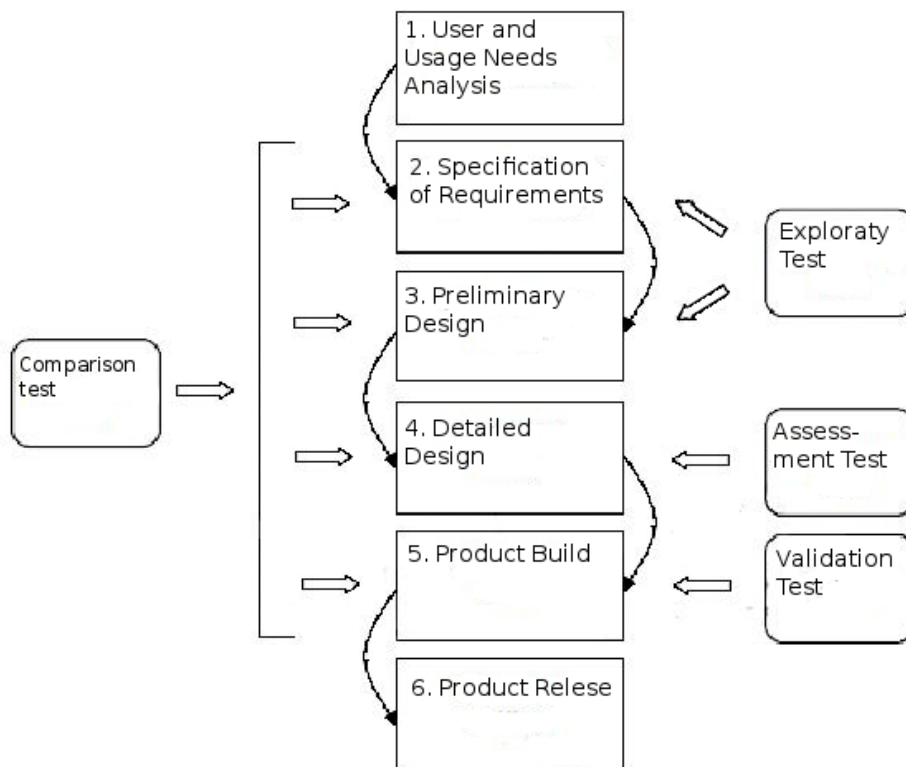 1. User and
Usage Needs
Analysis
2. Specification
of Requirements
Exploraty
Test
3. Preliminary
Design
Comparison
test
4. Detailed
Design
Assess-
ment Test
5. Product Build
Validation
Test
6. Product Relese